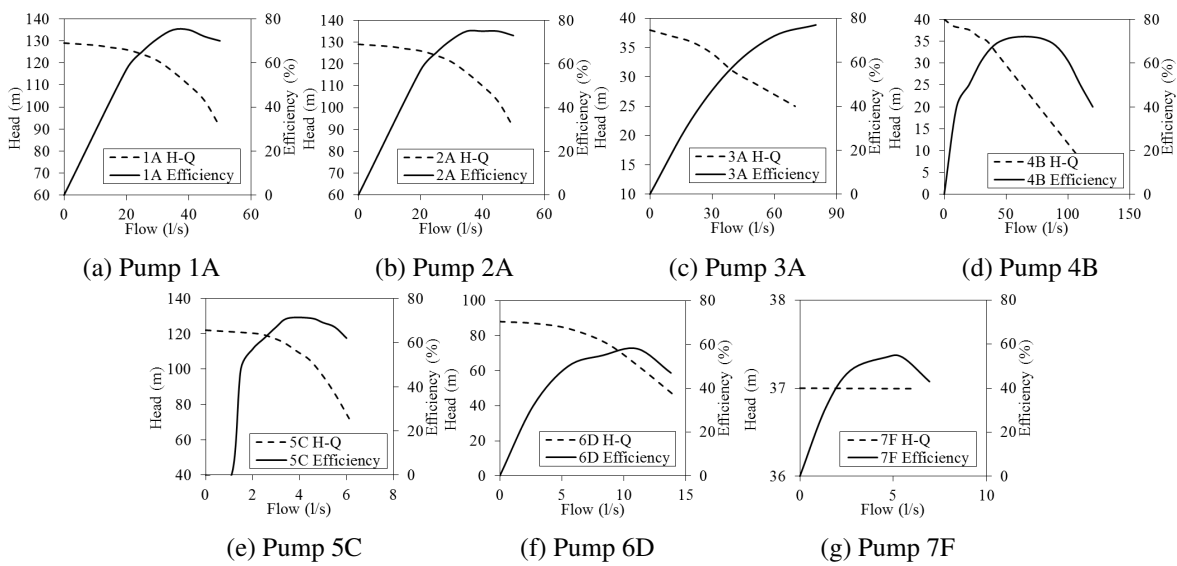 140
130
120
110
100
90
80
70
60
Head (m)
80
60
40
20
0
Efficiency (%)
0 20 40 60
Flow (l/s)
1A H-Q
1A Efficiency
(a) Pump 1A
140
130
120
110
100
90
80
70
60
Head (m)
80
60
40
20
0
Efficiency (%)
0 20 40 60
Flow (l/s)
2A H-Q
2A Efficiency
(b) Pump 2A
40
35
30
25
20
15
10
Head (m)
80
60
40
20
0
Efficiency (%)
0 30 60 90
Flow (l/s)
3A H-Q
3A Efficiency
(c) Pump 3A
40
35
30
25
20
15
10
5
0
Head (m)
80
60
40
20
0
Efficiency (%)
0 50 100 150
Flow (l/s)
4B H-Q
4B Efficiency
(d) Pump 4B
140
120
100
80
60
40
Head (m)
80
60
40
20
0
Efficiency (%)
0 2 4 6 8
Flow (l/s)
5C H-Q
5C Efficiency
(e) Pump 5C
100
80
60
40
20
0
Head (m)
80
60
40
20
0
Efficiency (%)
0 5 10 15
Flow (l/s)
6D H-Q
6D Efficiency
(f) Pump 6D
38
37
36
Head (m)
80
60
40
20
0
Efficiency (%)
0 5 10
Flow (l/s)
7F H-Q
7F Efficiency
(g) Pump 7F